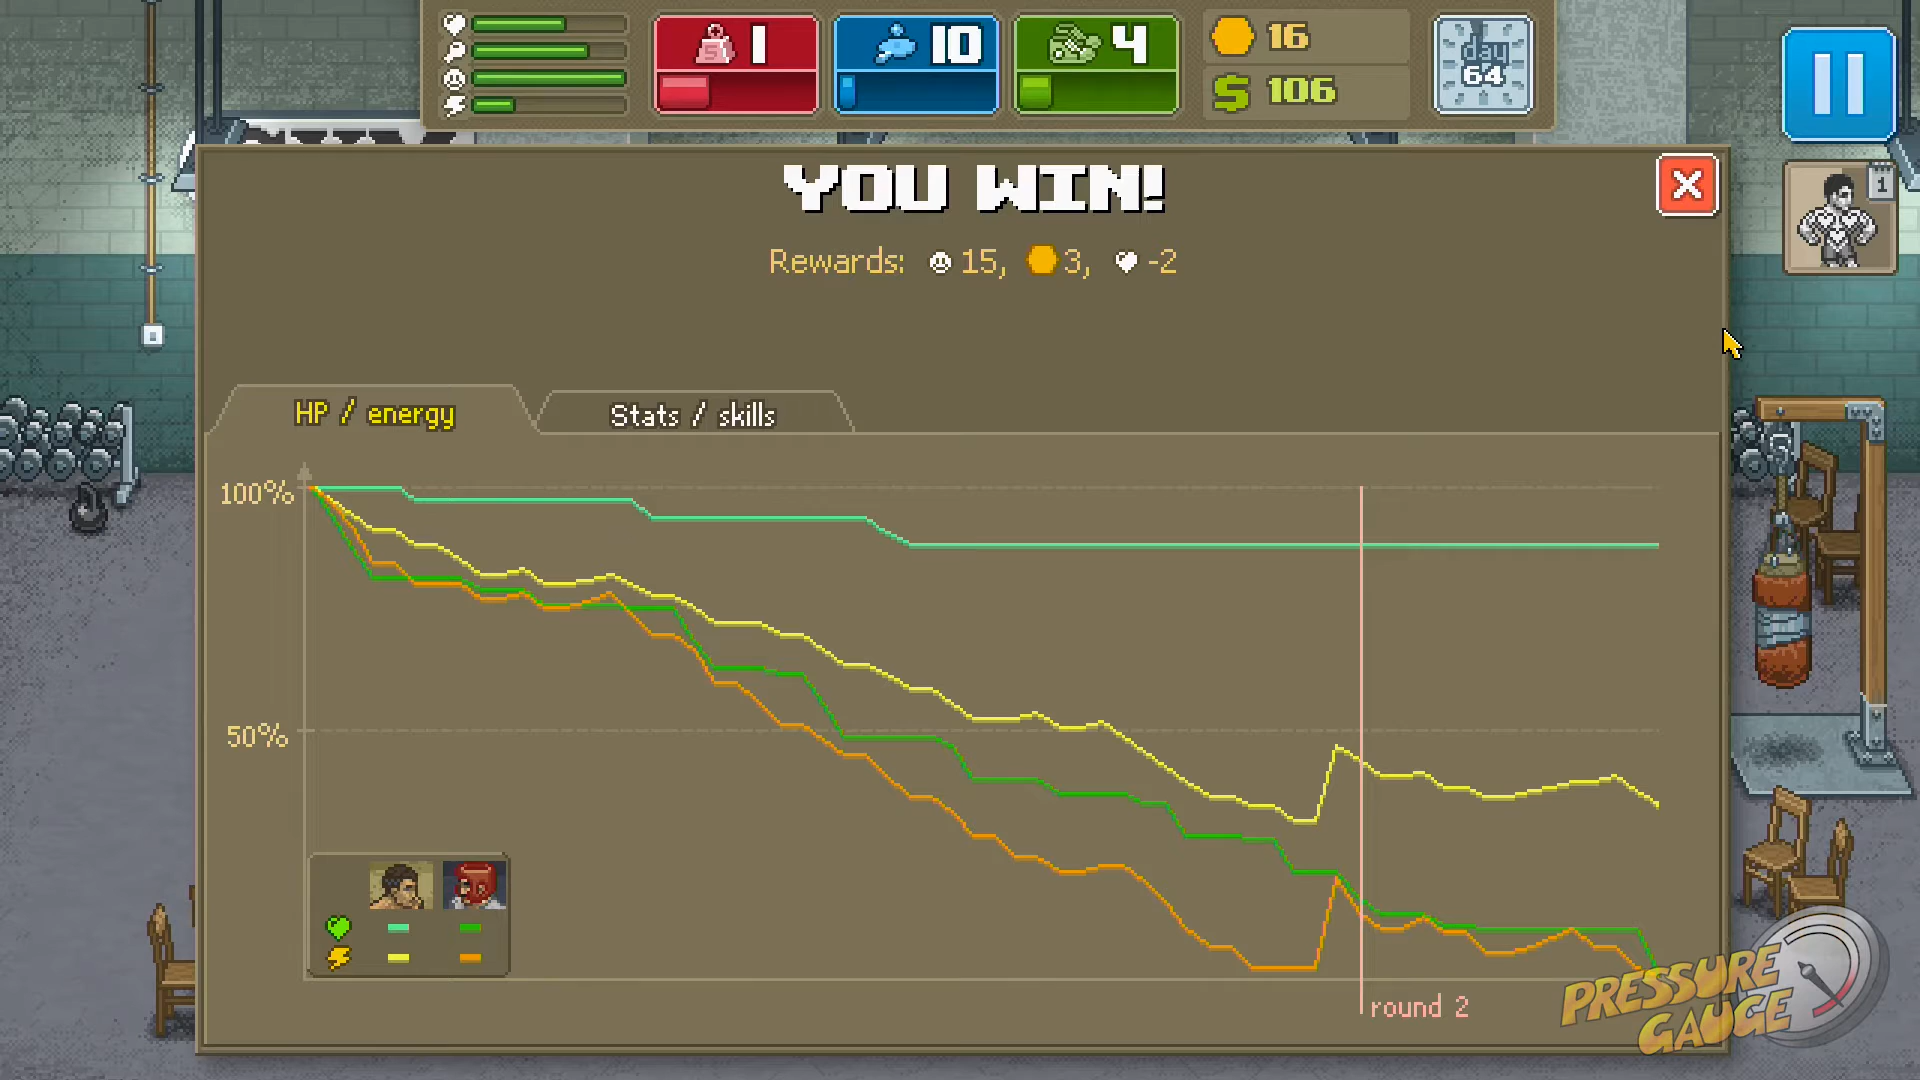 1
10
4
16
106
day
64
1
YOU WIN!
Rewards: 15, 3, -2
HP / energy
Stats / skills
100%
50%
round 2
PRESSURE
GAUGE